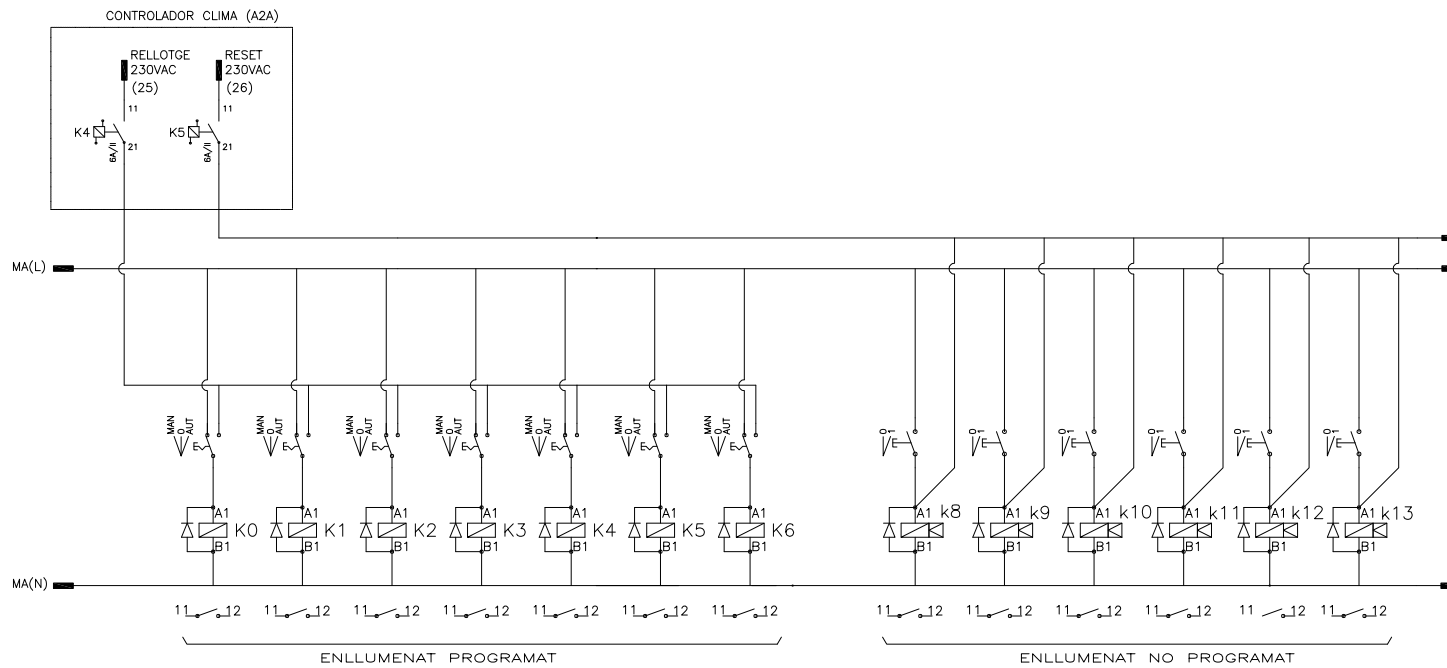 CONTROLADOR CLIMA (A2A)
RELLOTGE
230VAC
(25)
RESET
230VAC
(26)
11
11
K4
K5
6A/II
21
6A/II
21
MA(L)
MAN
0
AUT
MAN
0
AUT
MAN
0
AUT
MAN
0
AUT
MAN
0
AUT
MAN
0
AUT
MAN
0
AUT
0
1
0
1
0
1
0
1
0
1
0
1
A1
K0
B1
A1
K1
B1
A1
K2
B1
A1
K3
B1
A1
K4
B1
A1
K5
B1
A1
K6
B1
A1 k8
B1
A1 k9
B1
A1 k10
B1
A1 k11
B1
A1 k12
B1
A1 k13
B1
MA(N)
11 12 11 12 11 12 11 12 11 12 11 12 11 12 11 12 11 12 11 12 11 12 11 12 11 12
ENLLUMENAT PROGRAMAT
ENLLUMENAT NO PROGRAMAT